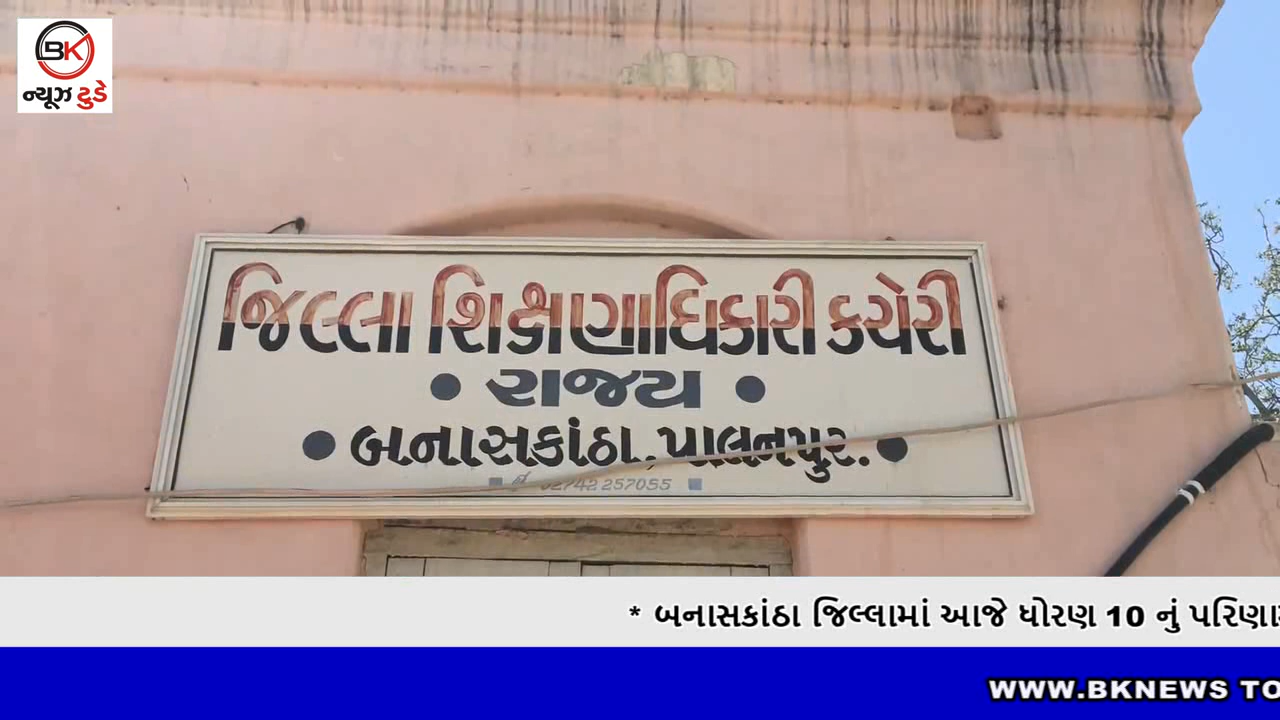 BK
ન્યૂઝ ટુડે
જિલ્લા શિક્ષણાધિકારી કચેરી
• રાજ્ય •
• બનાસકાંઠા,પાલનપુર. •
02742 257055
* બનાસકાંઠા જિલ્લામાં આજે ધોરણ 10 નું
WWW.BKNEWS